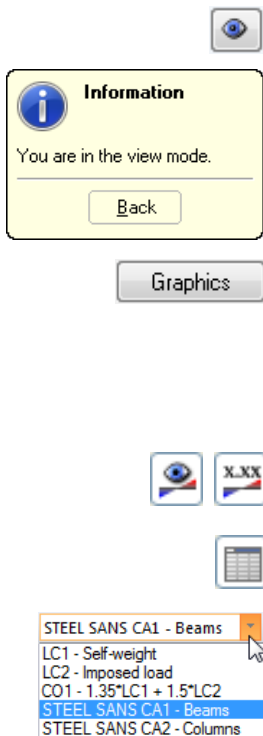 Information
You are in the view mode.
Back
Graphics
x.xx
STEEL SANS CA1 - Beams
LC1 - Self-weight
LC2 - Imposed load
CO1 - 1.35*LC1 + 1.5*LC2
STEEL SANS CA1 - Beams
STEEL SANS CA2 - Columns